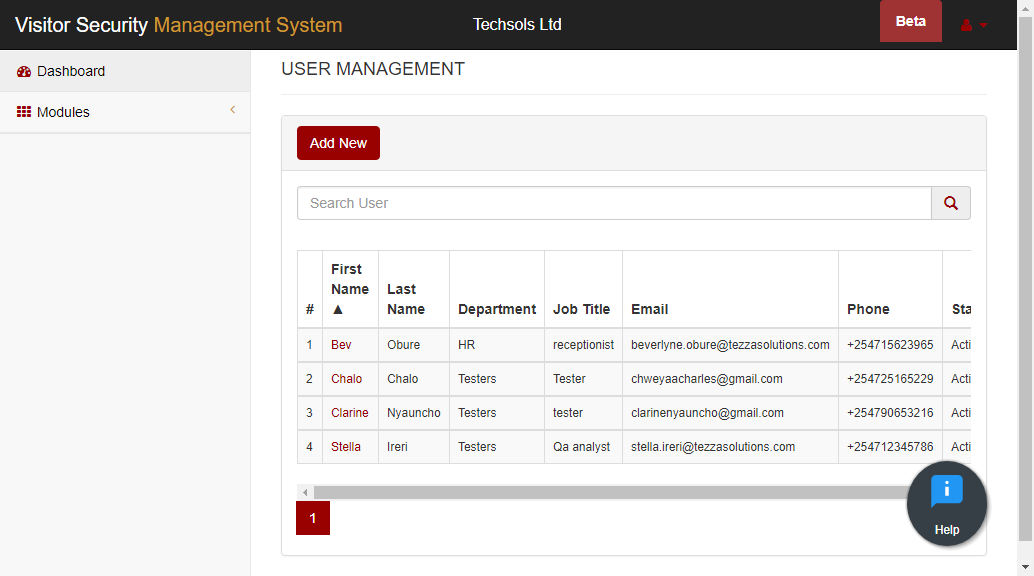 Visitor Security Management System Techsols Ltd Beta
Dashboard
USER MANAGEMENT
Modules
Add New
Search User
# First Name ▲ Last Name Department Job Title Email Phone Sta
1 Bev Obure HR receptionist beverlyne.obure@tezzasolutions.com +254715623965 Acti
2 Chalo Chalo Testers Tester chweyaacharles@gmail.com +254725165229 Acti
3 Clarine Nyauncho Testers tester clarinenyauncho@gmail.com +254790653216 Acti
4 Stella Ireri Testers Qa analyst stella.ireri@tezzasolutions.com +254712345786 Acti
1
Help